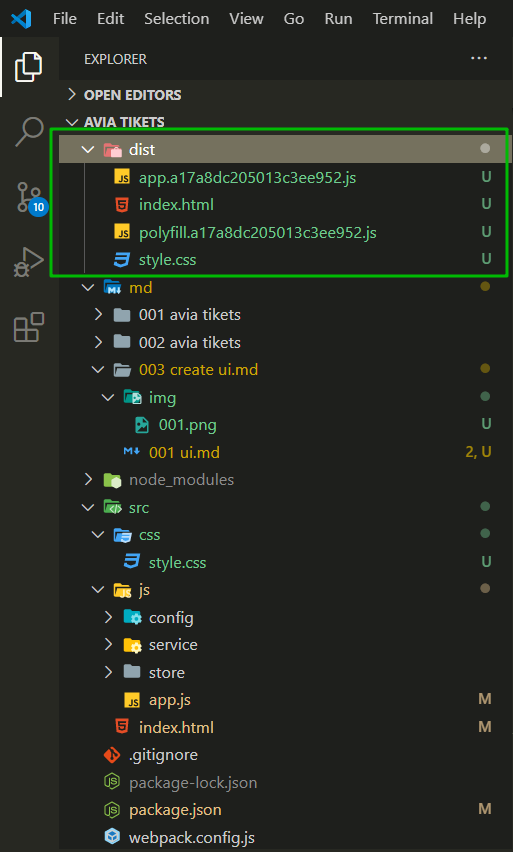 File Edit Selection View Go Run Terminal Help
EXPLORER ...
OPEN EDITORS
AVIA TIKETS
dist
app.a17a8dc205013c3ee952.js U
index.html U
polyfill.a17a8dc205013c3ee952.js U
style.css U
md
001 avia tikets
002 avia tikets
003 create ui.md
img
001.png U
001 ui.md 2, U
node_modules
src
css
style.css U
js
config
service
store
app.js M
index.html M
.gitignore
package-lock.json
package.json M
webpack.config.js
10